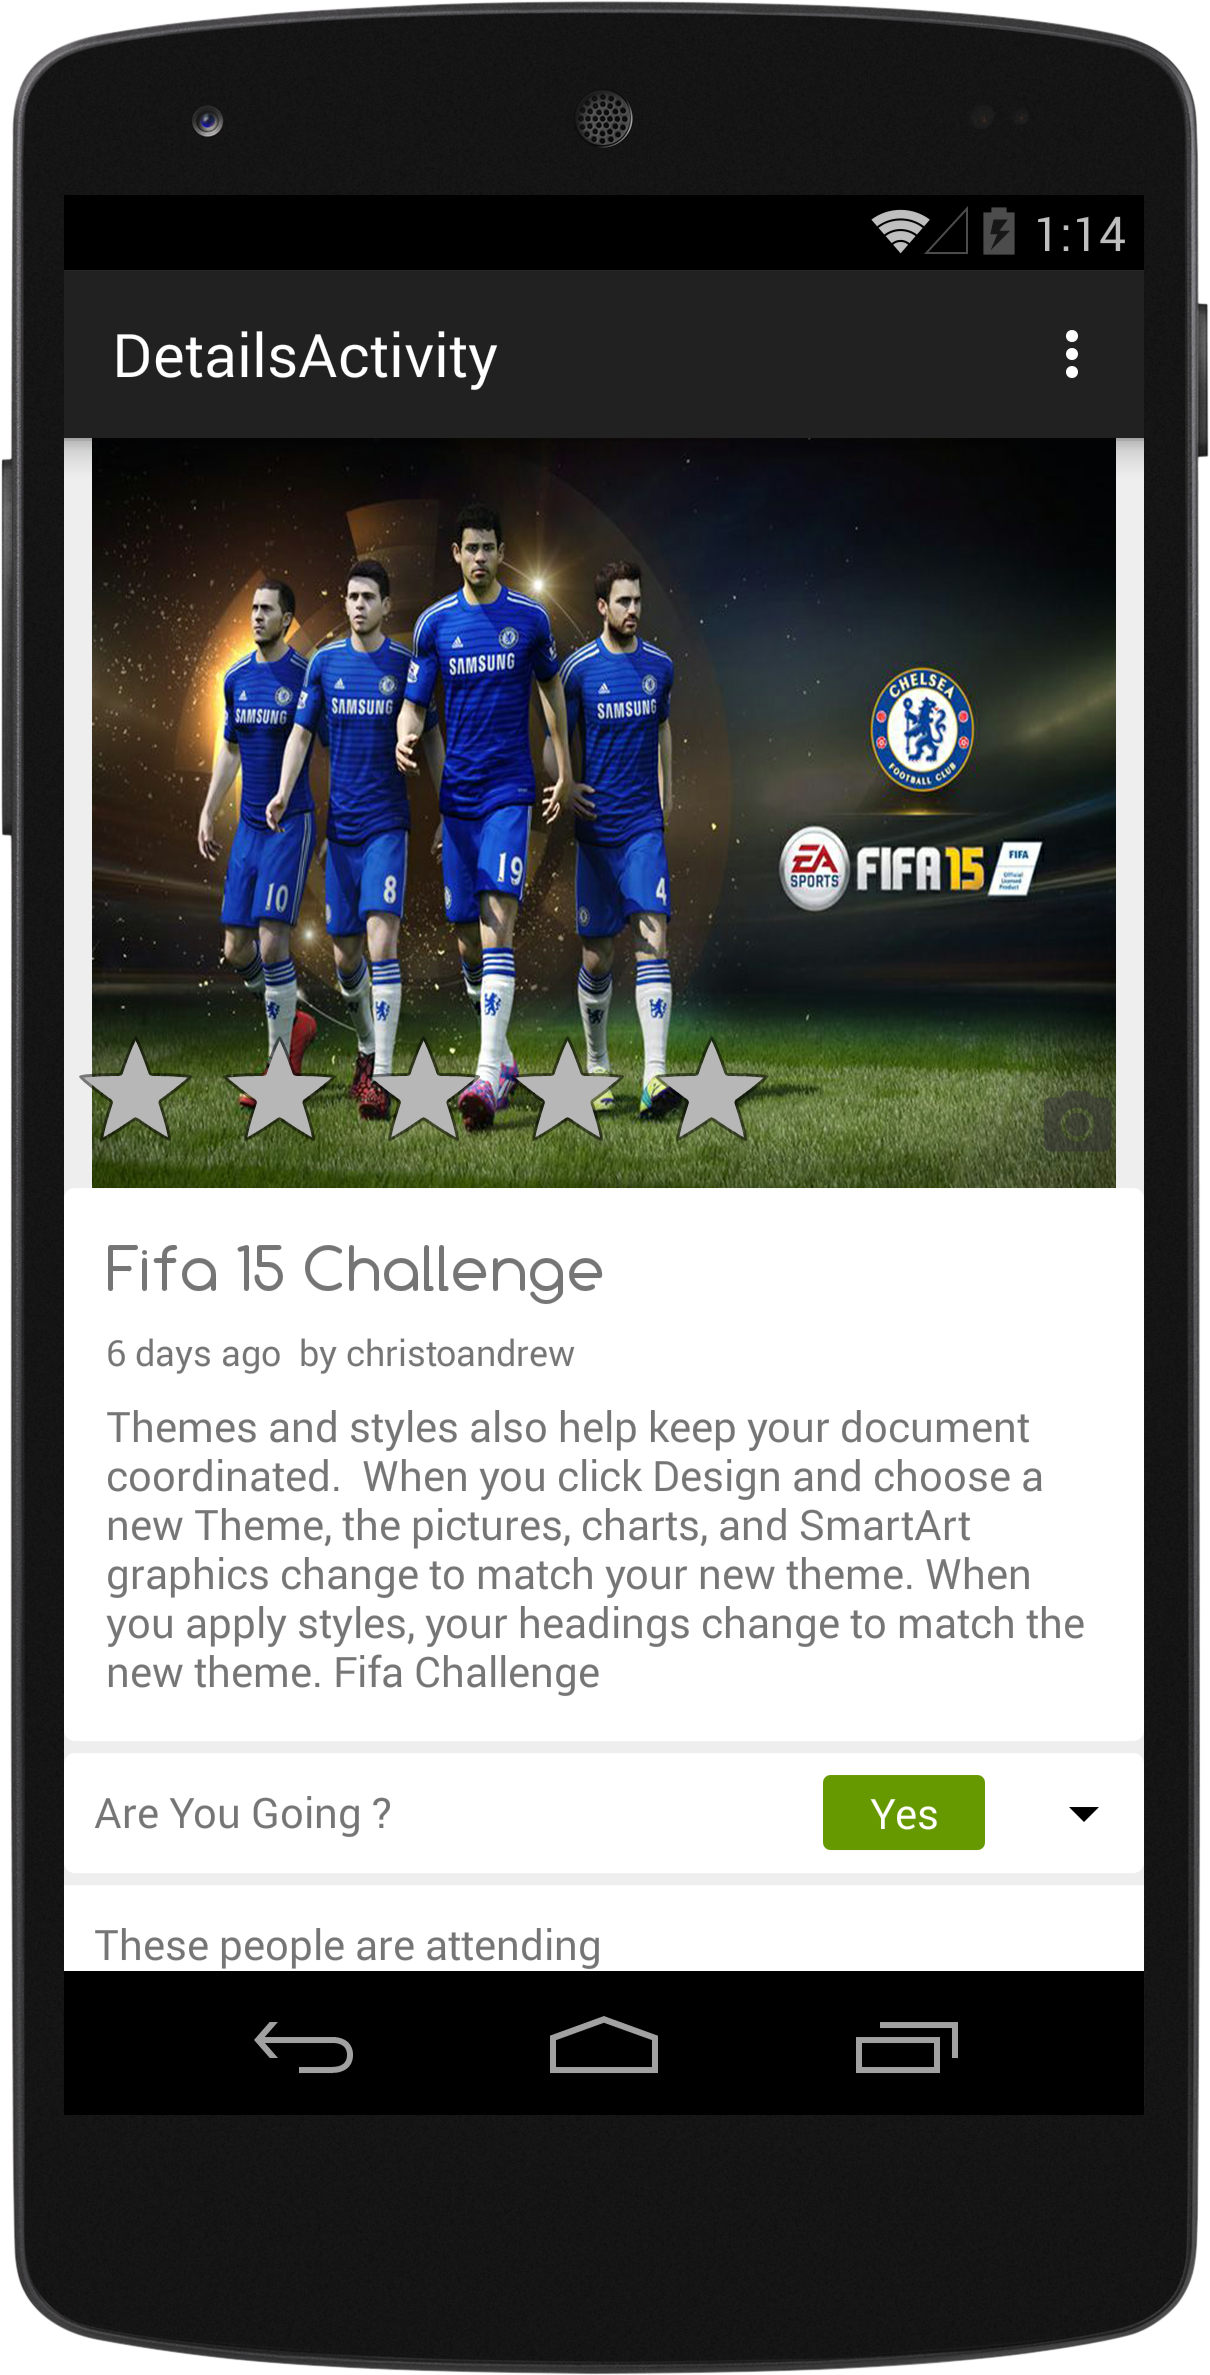 1:14
DetailsActivity
SAMSUNG
SAMSUNG
SAMSUNG
SAMSUNG
CHELSEA
FOOTBALL CLUB
EA
SPORTS
FIFA 15
FIFA
Official
Licensed
Product
10
8
19
4
Fifa 15 Challenge
6 days ago  by christoandrew
Themes and styles also help keep your document
coordinated.  When you click Design and choose a
new Theme, the pictures, charts, and SmartArt
graphics change to match your new theme. When
you apply styles, your headings change to match the
new theme. Fifa Challenge
Are You Going ?
Yes
These people are attending